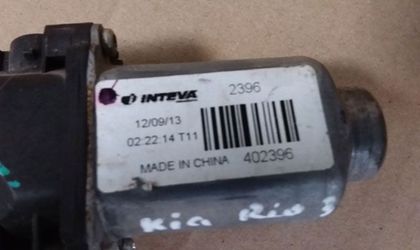 INTEVA 2396
12/09/13
02:22:14 T11
MADE IN CHINA 402396
Kia Rio 3